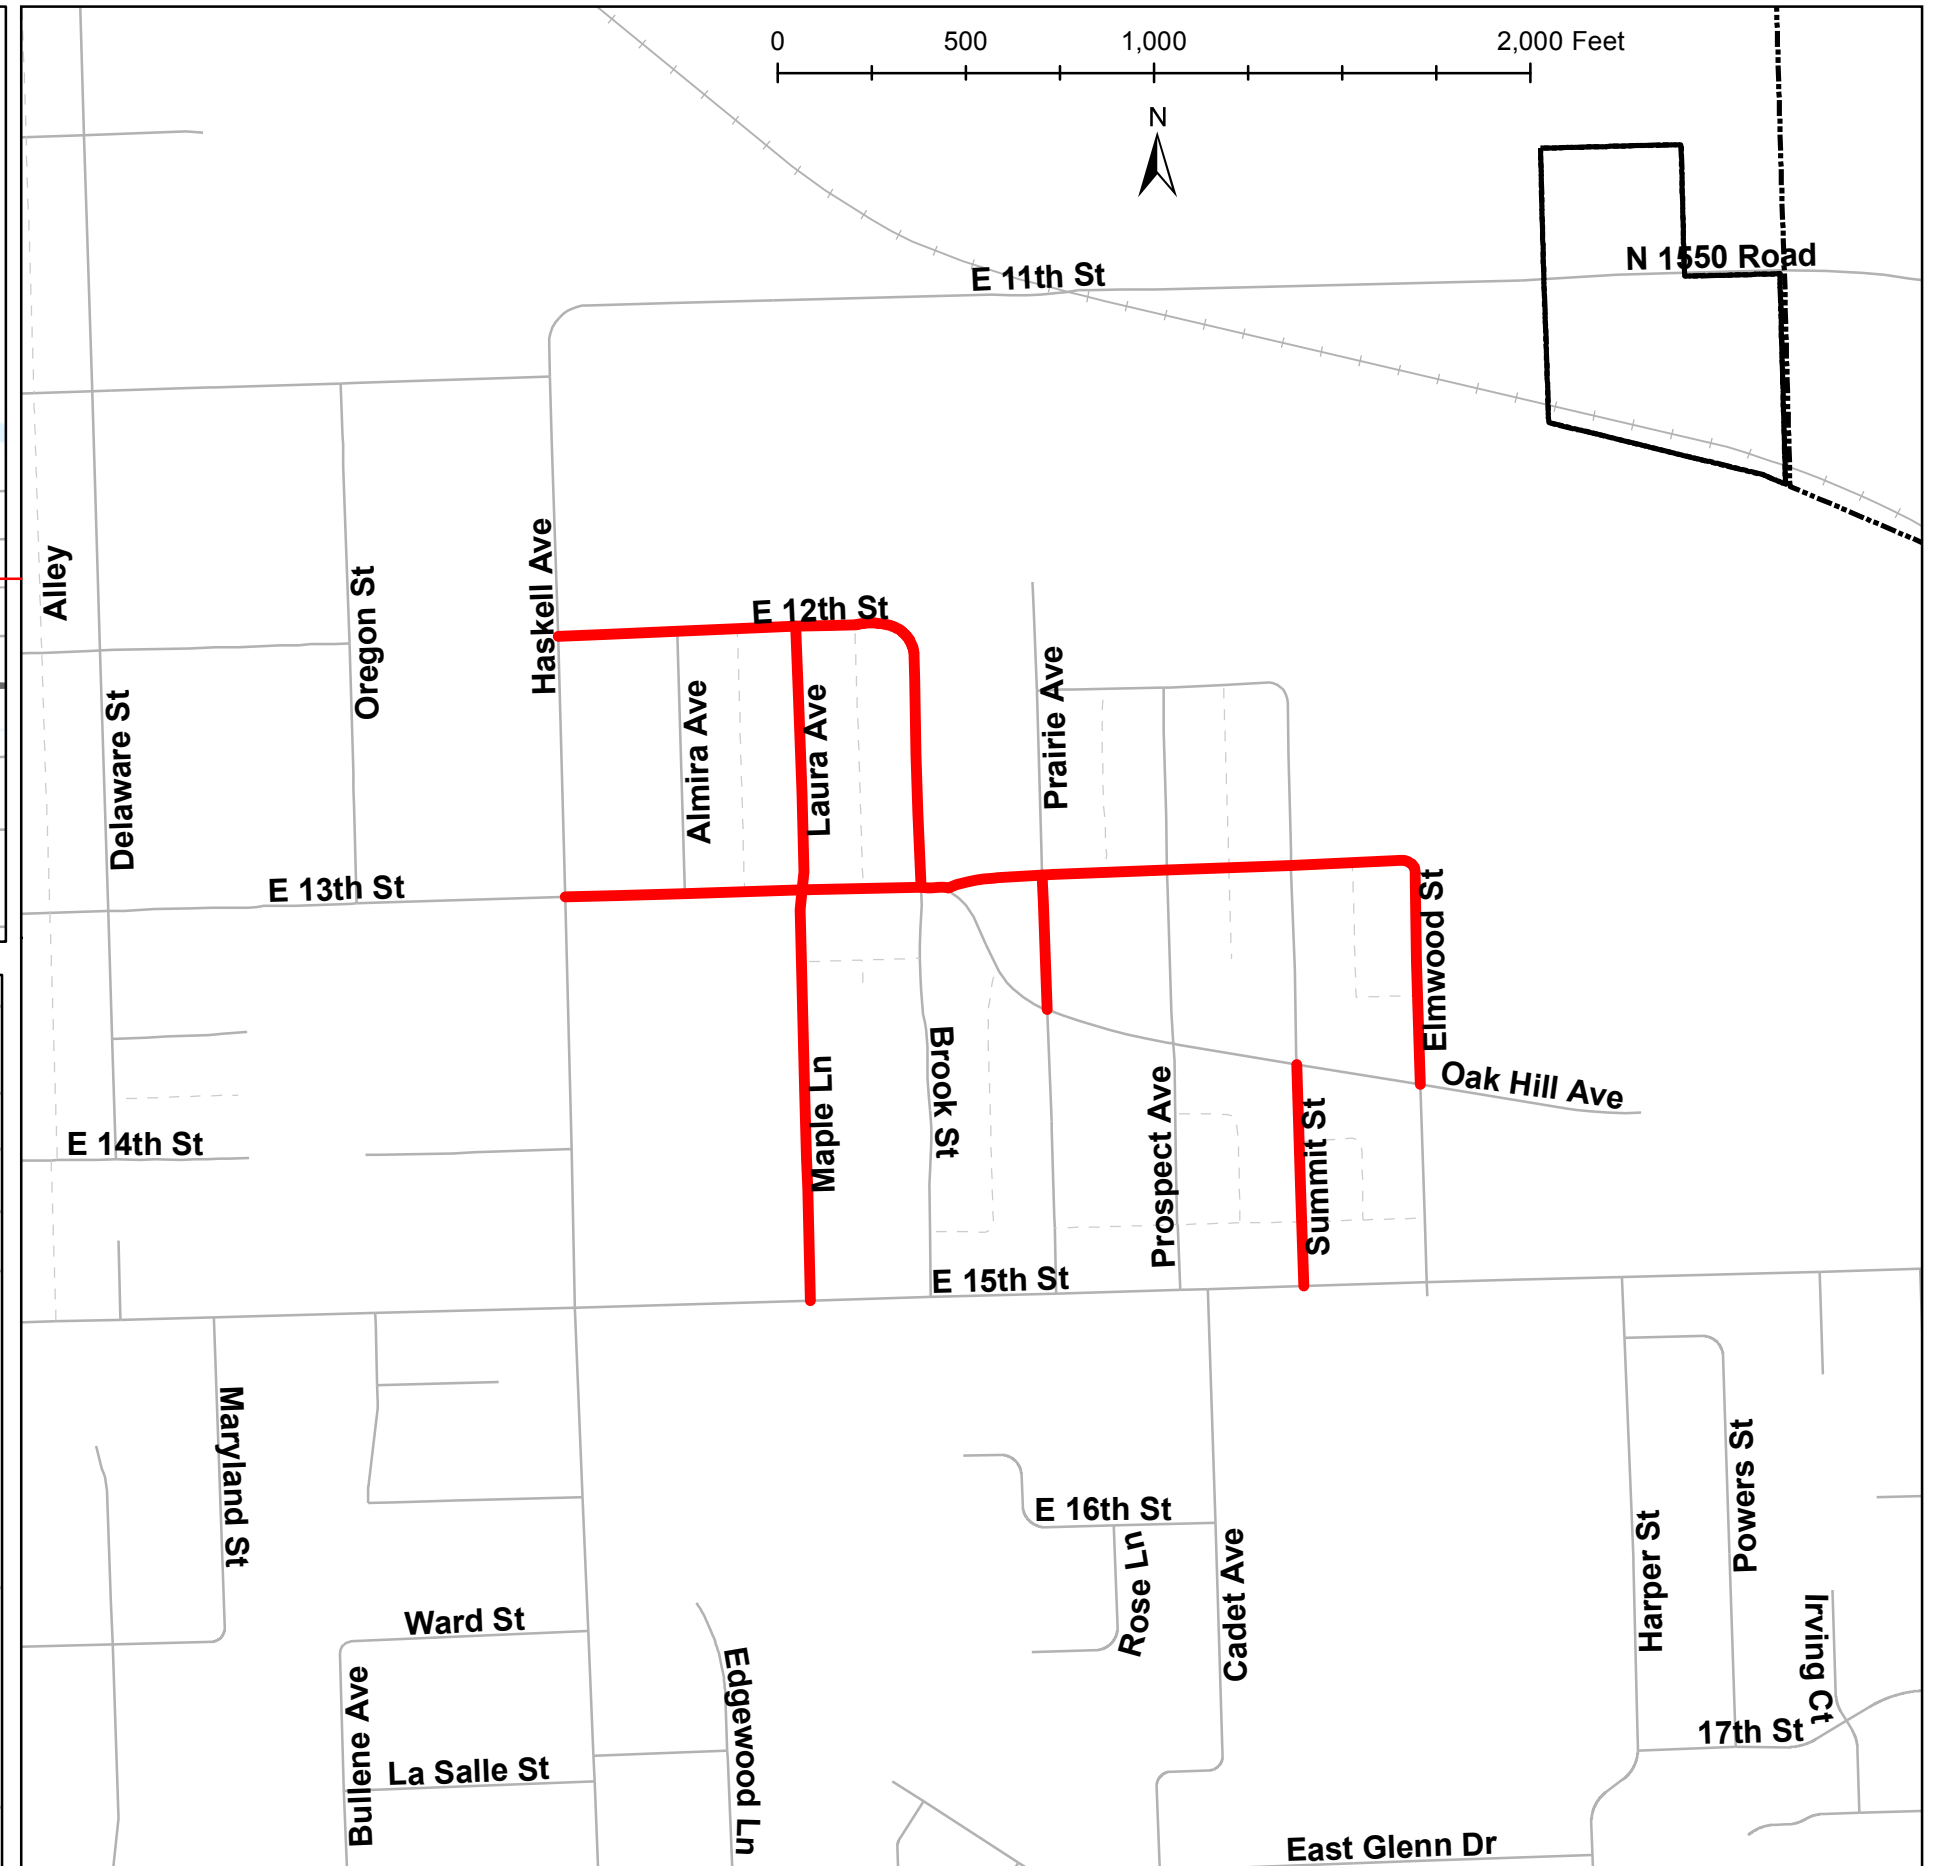 0 500 1,000 2,000 Feet
N
N 1550 Road
E 11th St
Alley
Oregon St
Haskell Ave
E 12th St
Delaware St
Almira Ave
Laura Ave
Prairie Ave
E 13th St
Elmwood St
Brook St
Maple Ln
Prospect Ave
Summit St
Oak Hill Ave
E 14th St
E 15th St
Maryland St
E 16th St
Rose Ln
Cadet Ave
Harper St
Powers St
Irving Ct
Ward St
Bullene Ave
Edgewood Ln
La Salle St
17th St
East Glenn Dr